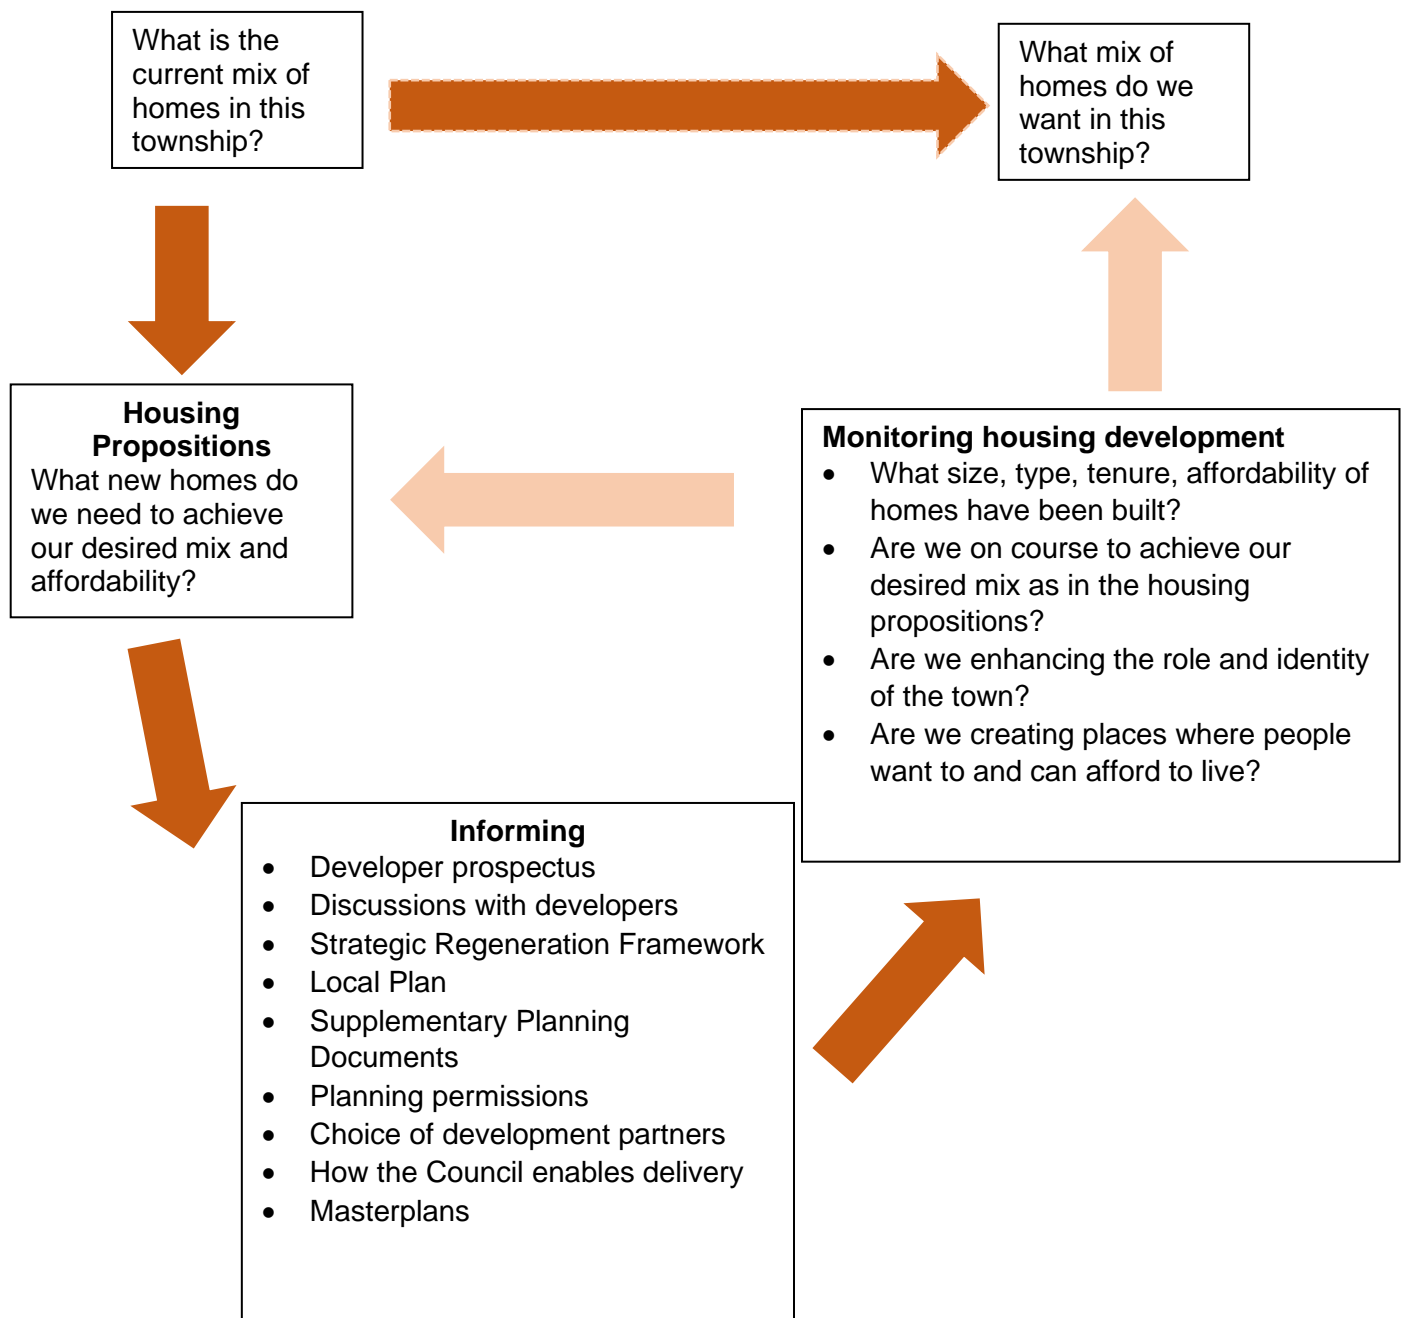 What is the
current mix of
homes in this
township?
What mix of
homes do we
want in this
township?
Housing
Propositions
What new homes do
we need to achieve
our desired mix and
affordability?
Monitoring housing development
• What size, type, tenure, affordability of
homes have been built?
• Are we on course to achieve our
desired mix as in the housing
propositions?
• Are we enhancing the role and identity
of the town?
• Are we creating places where people
want to and can afford to live?
Informing
• Developer prospectus
• Discussions with developers
• Strategic Regeneration Framework
• Local Plan
• Supplementary Planning
Documents
• Planning permissions
• Choice of development partners
• How the Council enables delivery
• Masterplans